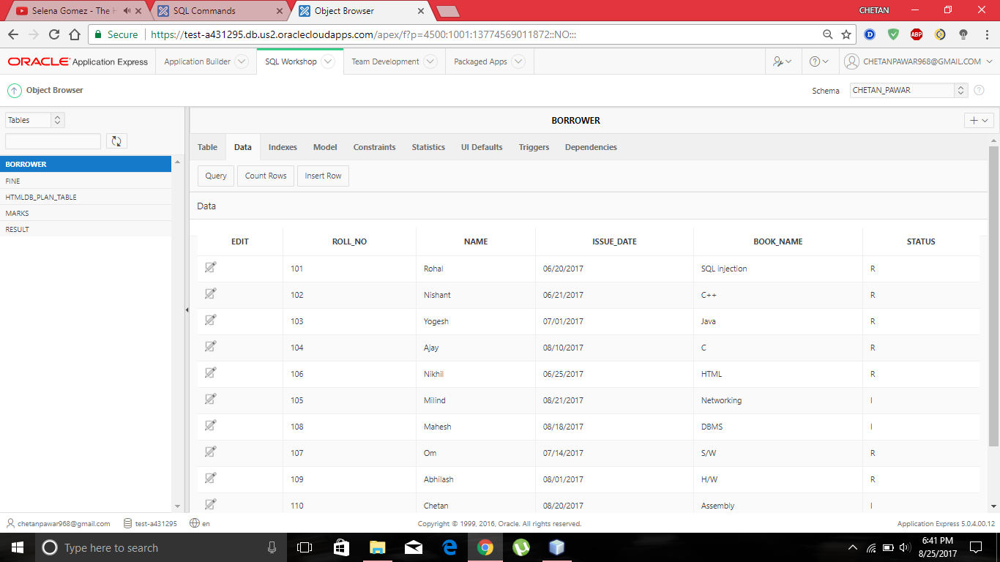 Selena Gomez - The H
SQL Commands
Object Browser
CHETAN
Secure
https://test-a431295.db.us2.oraclecloudapps.com/apex/f?p=4500:1001:13774569011872::NO:::
D
ABP
ORACLE® Application Express
Application Builder
SQL Workshop
Team Development
Packaged Apps
?
CHETANPAWAR968@GMAIL.COM
Object Browser
Schema
CHETAN_PAWAR
?
Tables
BORROWER
FINE
HTMLDB_PLAN_TABLE
MARKS
RESULT
BORROWER
Table Data Indexes Model Constraints Statistics UI Defaults Triggers Dependencies
Query Count Rows Insert Row
Data
EDIT ROLL_NO NAME ISSUE_DATE BOOK_NAME STATUS
101 Rohal 06/20/2017 SQL injection R
102 Nishant 06/21/2017 C++ R
103 Yogesh 07/01/2017 Java R
104 Ajay 08/10/2017 C R
106 Nikhil 06/25/2017 HTML R
105 Milind 08/21/2017 Networking I
108 Mahesh 08/18/2017 DBMS I
107 Om 07/14/2017 S/W R
109 Abhilash 08/01/2017 H/W R
110 Chetan 08/20/2017 Assembly I
chetanpawar968@gmail.com test-a431295 en
Copyright © 1999, 2016, Oracle. All rights reserved.
Application Express 5.0.4.00.12
Type here to search
6:41 PM
8/25/2017